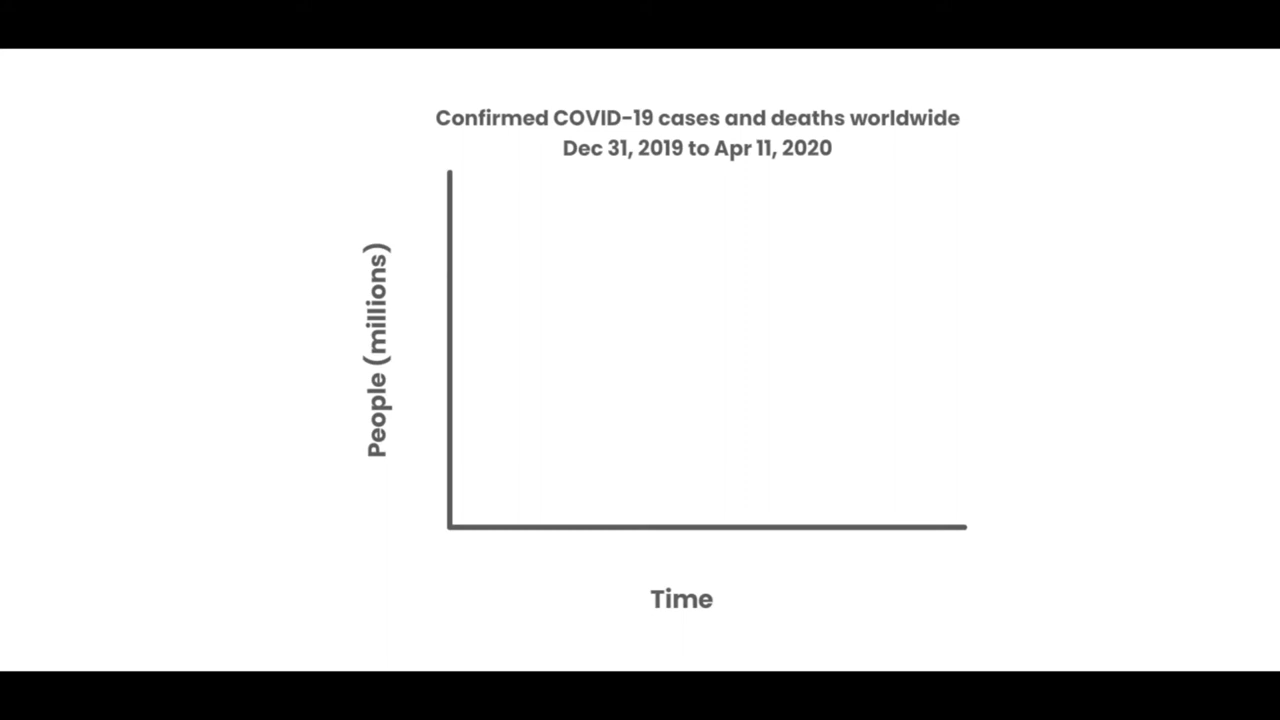 Confirmed COVID-19 cases and deaths worldwide
Dec 31, 2019 to Apr 11, 2020
People (millions)
Time